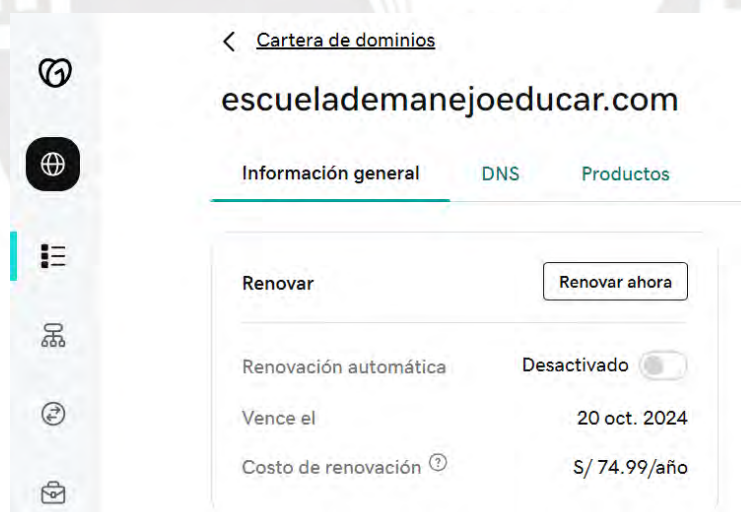 Cartera de dominios
escuelademanejoeducar.com
Información general DNS Productos
Renovar Renovar ahora
Renovación automática Desactivado
Vence el 20 oct. 2024
Costo de renovación ? S/ 74.99/año